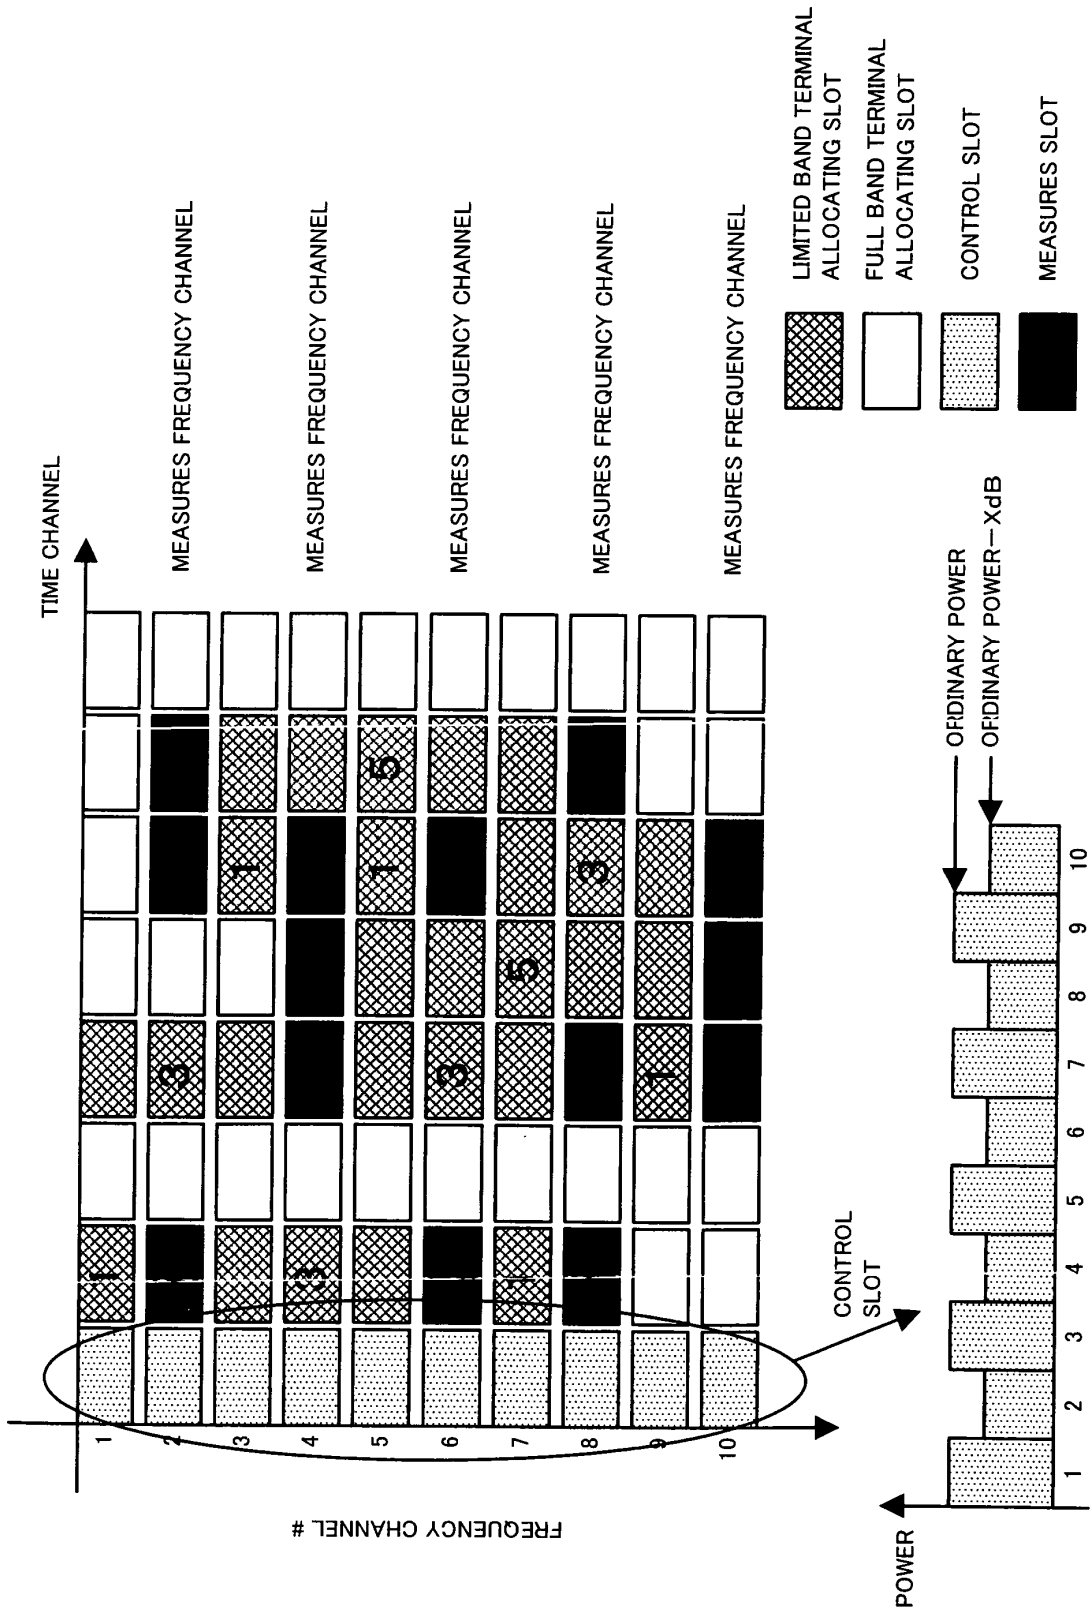 TIME CHANNEL
FREQUENCY CHANNEL #
1
2
3
4
5
6
7
8
9
10
1
3
1
3
3
1
5
1
1
3
5
MEASURES FREQUENCY CHANNEL
MEASURES FREQUENCY CHANNEL
MEASURES FREQUENCY CHANNEL
MEASURES FREQUENCY CHANNEL
MEASURES FREQUENCY CHANNEL
CONTROL
SLOT
POWER
1
2
3
4
5
6
7
8
9
10
ORDINARY POWER
ORDINARY POWER—XdB
LIMITED BAND TERMINAL
ALLOCATING SLOT
FULL BAND TERMINAL
ALLOCATING SLOT
CONTROL SLOT
MEASURES SLOT